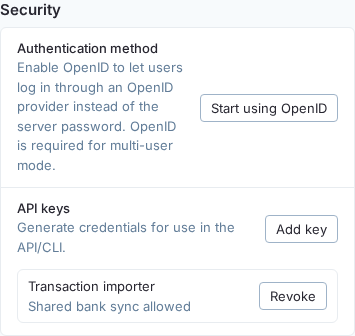 Security
Authentication method
Enable OpenID to let users
log in through an OpenID
provider instead of the
server password. OpenID
is required for multi-user
mode.
Start using OpenID
API keys
Generate credentials for use in the
API/CLI.
Add key
Transaction importer
Shared bank sync allowed
Revoke